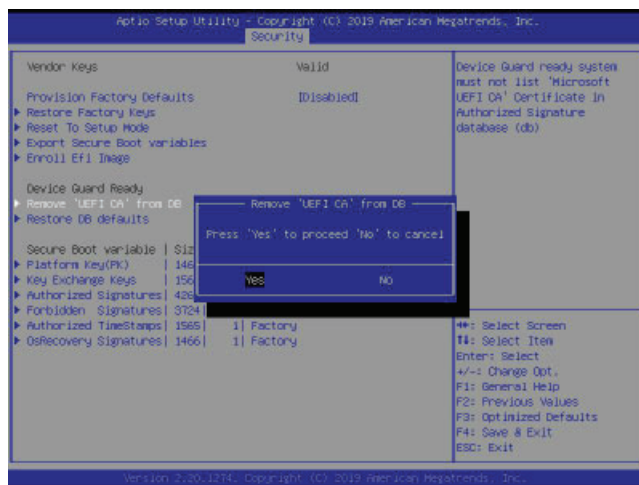 Aptio Setup Utility - Copyright (C) 2019 American Megatrends, Inc.
Security
Vendor Keys Valid
Provision Factory Defaults [Disabled]
Restore Factory Keys
Reset To Setup Mode
Export Secure Boot variables
Enroll Efi Image
Device Guard Ready
Remove 'UEFI CA' from DB
Restore DB defaults
Secure Boot variable | Siz
Platform Key(PK) | 146
Key Exchange Keys | 156
Authorized Signatures| 426
Forbidden Signatures| 3724|
Authorized TimeStamps| 1565| 1| Factory
OsRecovery Signatures| 1466| 1| Factory
Remove 'UEFI CA' from DB
Press 'Yes' to proceed 'No' to cancel
Yes No
Device Guard ready system
must not list 'Microsoft
UEFI CA' Certificate in
Authorized Signature
database (db)
↔: Select Screen
↑↓: Select Item
Enter: Select
+/-: Change Opt.
F1: General Help
F2: Previous Values
F3: Optimized Defaults
F4: Save & Exit
ESC: Exit
Version 2.20.1274. Copyright (C) 2019 American Megatrends, Inc.